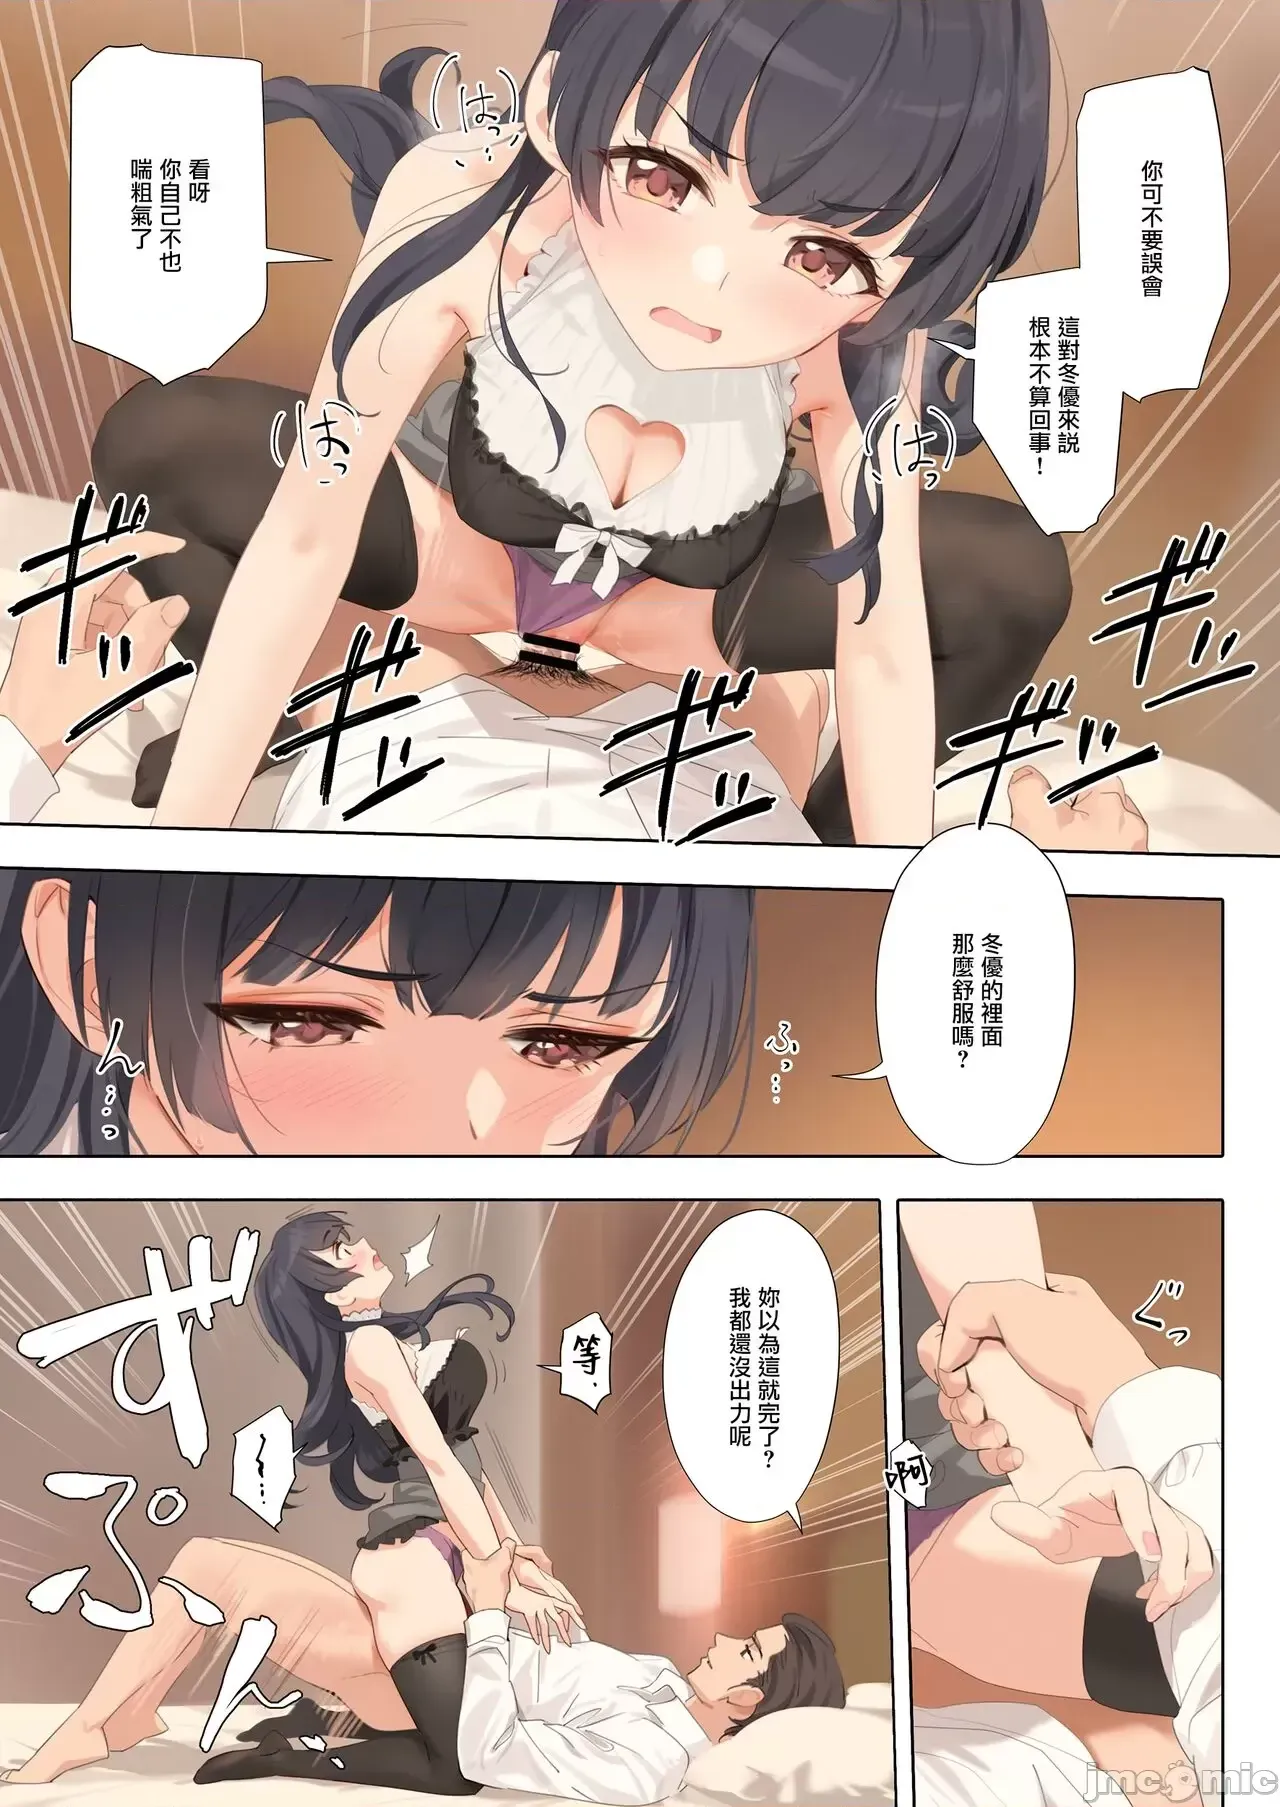 你可不要誤會
這對冬優來説
根本不算回事！
看呀
你自己不也
喘粗氣了
はっ
はっ
はっ
ギッ
ギッ
ギッ
ギッ
ギッ
冬優的裡面
那麼舒服嗎？
ふっ…
ん…っ
ぐっ
啊
妳以為這就完了？
我都還沒出力呢
等.
〜…
ずぷん
jmcomic